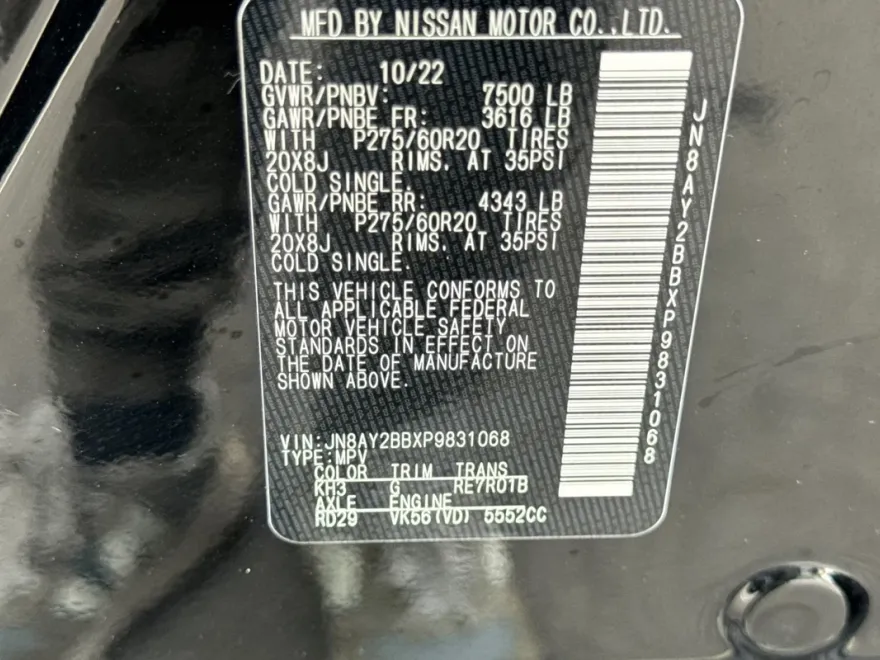 MFD BY NISSAN MOTOR CO.,LTD.
DATE: 10/22
GVWR/PNBV: 7500 LB
GAWR/PNBE FR: 3616 LB
WITH P275/60R20 TIRES
20X8J RIMS. AT 35PSI
COLD SINGLE.
GAWR/PNBE RR: 4343 LB
WITH P275/60R20 TIRES
20X8J RIMS. AT 35PSI
COLD SINGLE.
THIS VEHICLE CONFORMS TO
ALL APPLICABLE FEDERAL
MOTOR VEHICLE SAFETY
STANDARDS IN EFFECT ON
THE DATE OF MANUFACTURE
SHOWN ABOVE.
VIN:JN8AY2BBXP9831068
TYPE:MPV
COLOR TRIM TRANS
KH3 G RE7R01B
AXLE ENGINE
RD29 VK56(VD) 5552CC
JN8AY2BBXP9831068